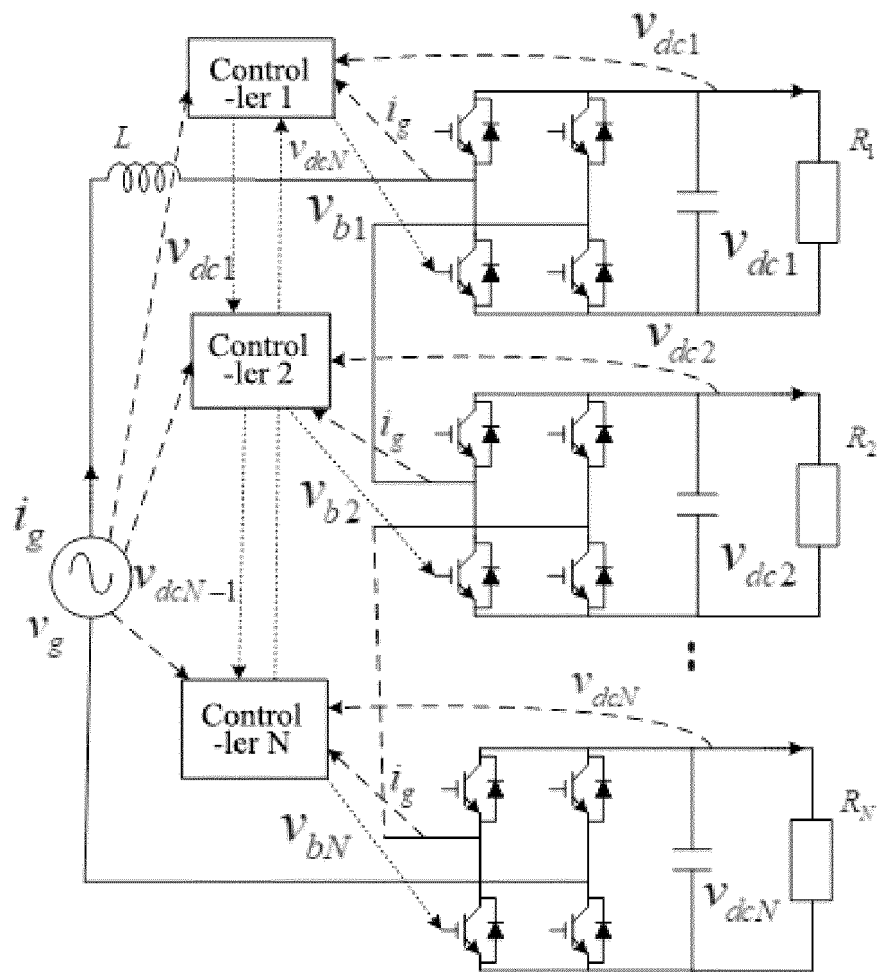 v_dc1
Control
-ler 1
i_g
v_dcN
L
R_1
v_b1
v_dc1
v_dc1
Control
-ler 2
v_dc2
i_g
R_2
v_b2
i_g
v_dcN-1
v_dc2
v_g
v_dcN
Control
-ler N
i_g
R_N
v_bN
v_dcN